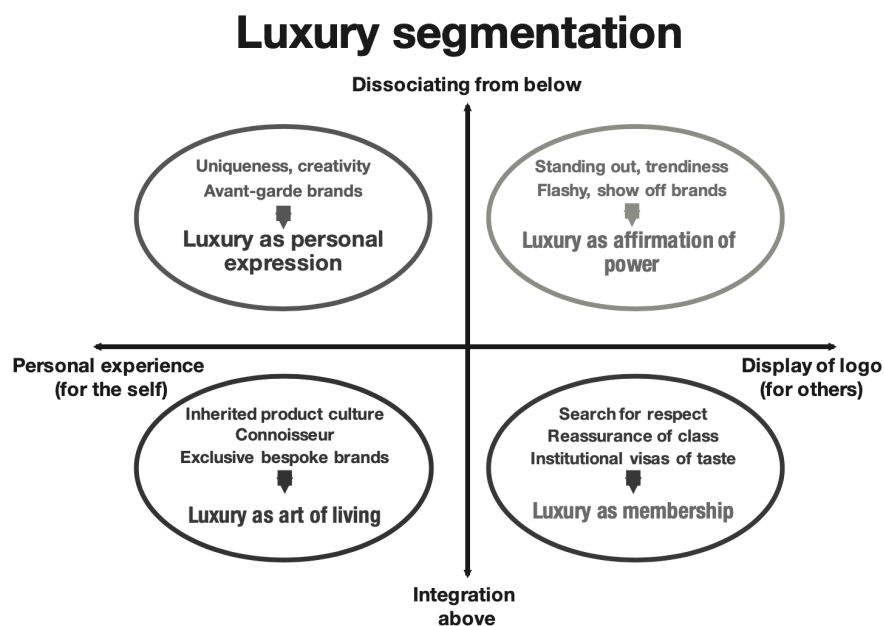 Luxury segmentation
Dissociating from below
Uniqueness, creativity
Avant-garde brands
Luxury as personal
expression
Standing out, trendiness
Flashy, show off brands
Luxury as affirmation of
power
Personal experience
(for the self)
Display of logo
(for others)
Inherited product culture
Connoisseur
Exclusive bespoke brands
Luxury as art of living
Search for respect
Reassurance of class
Institutional visas of taste
Luxury as membership
Integration
above